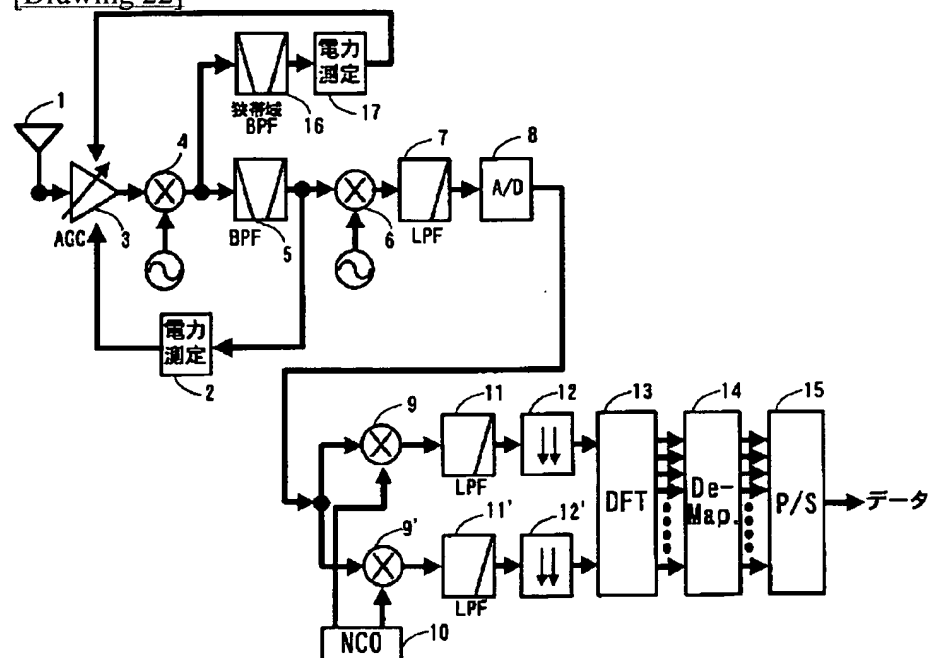 [Drawing 22]
電力
測定
狭帯域
BPF
16
17
1
4
7
8
A/D
AGC
3
BPF
5
6
LPF
電力
測定
2
9
11
12
13
14
15
LPF
DFT
De-
Map.
P/S
データ
9'
11'
12'
LPF
NCO
10